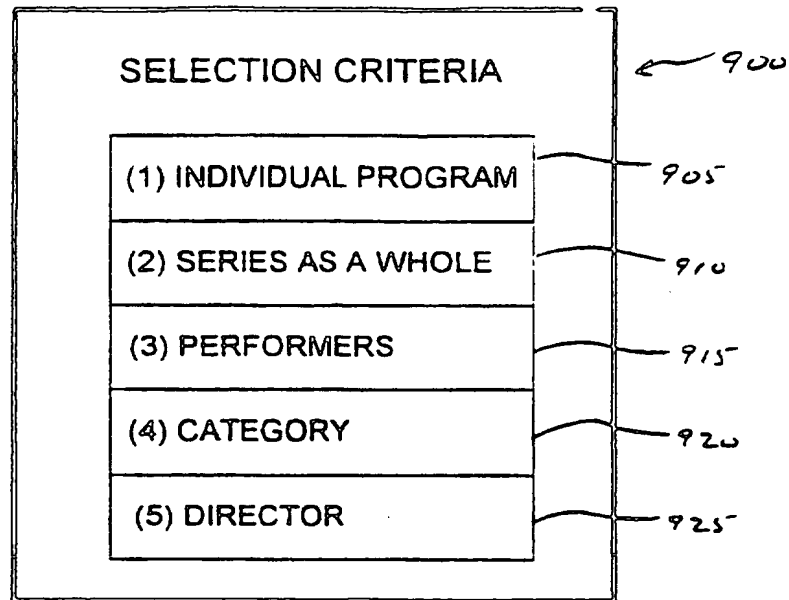 SELECTION CRITERIA
900
(1) INDIVIDUAL PROGRAM
905
(2) SERIES AS A WHOLE
910
(3) PERFORMERS
915
(4) CATEGORY
920
(5) DIRECTOR
925